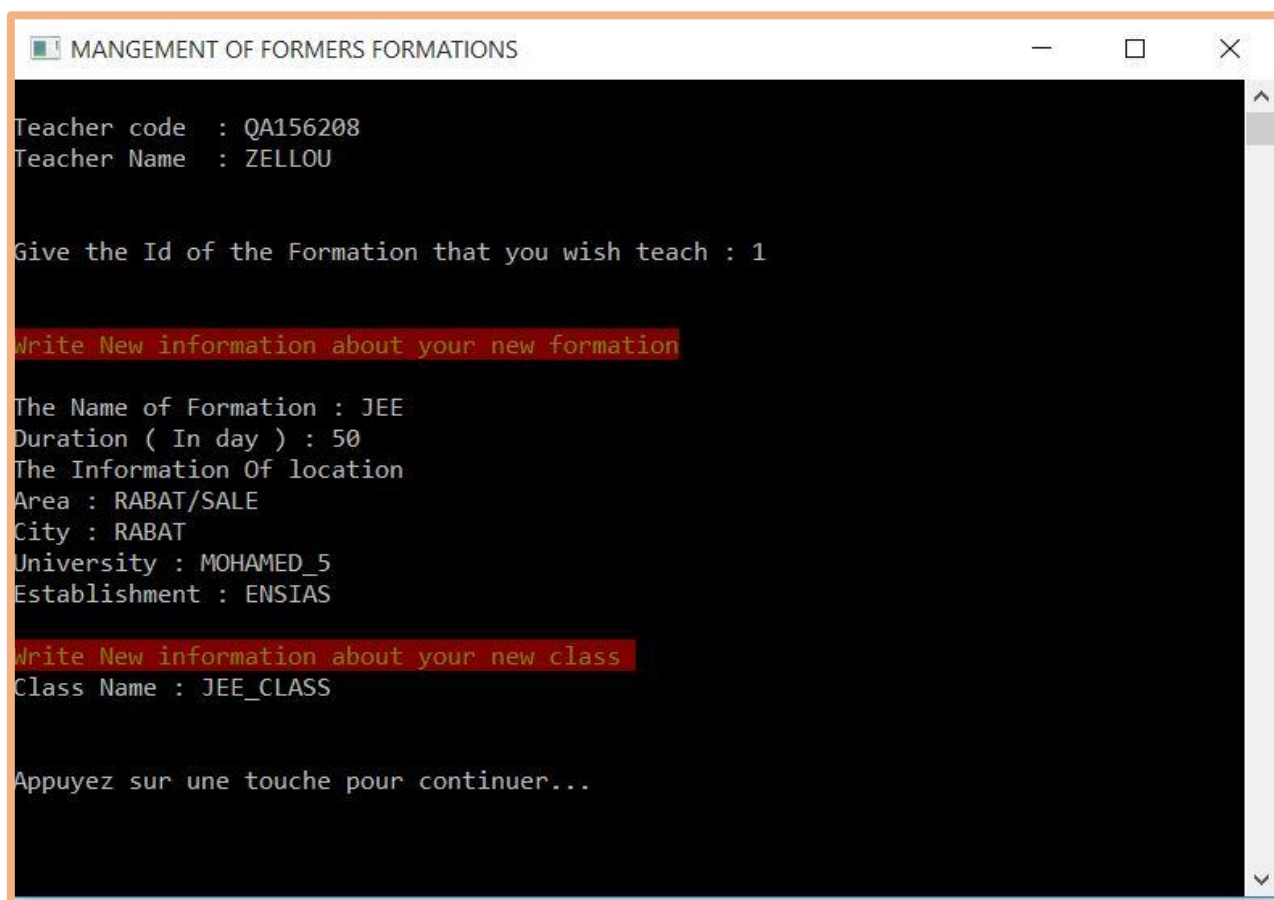 MANGEMENT OF FORMERS FORMATIONS
Teacher code  : QA156208
Teacher Name  : ZELLOU
Give the Id of the Formation that you wish teach : 1
Write New information about your new formation
The Name of Formation : JEE
Duration ( In day ) : 50
The Information Of location
Area : RABAT/SALE
City : RABAT
University : MOHAMED_5
Establishment : ENSIAS
Write New information about your new class
Class Name : JEE_CLASS
Appuyez sur une touche pour continuer...